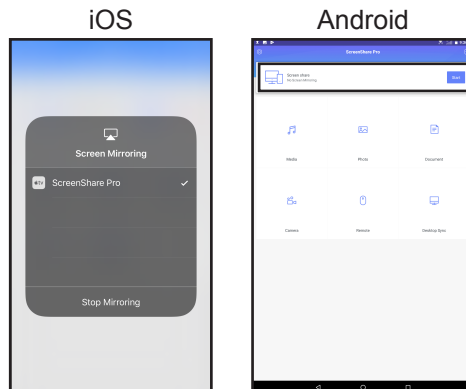 iOS
Android
Screen Mirroring
ScreenShare Pro
Stop Mirroring
ScreenShare Pro
Screen share
Start
Media
Photo
Document
Camera
Remote
Desktop Sync